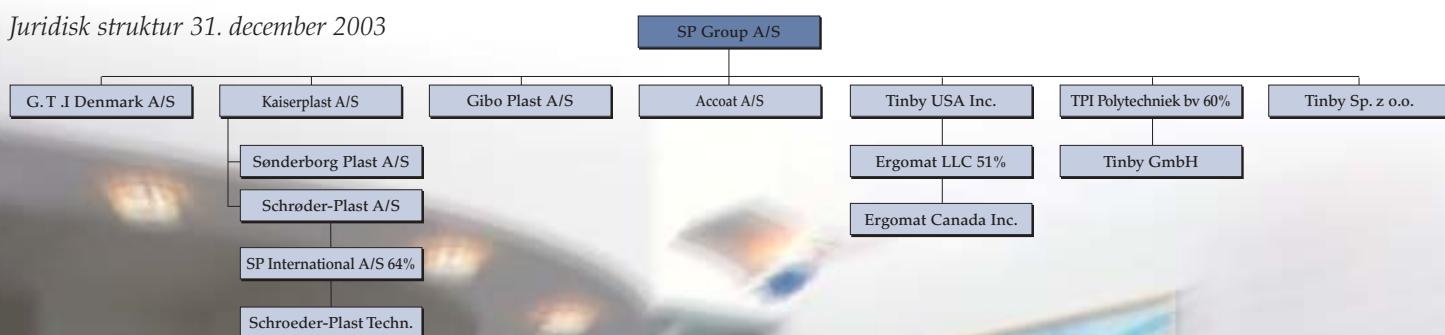 Juridisk struktur 31. december 2003
SP Group A/S
G.T.I Denmark A/S
Kaiserplast A/S
Gibo Plast A/S
Accoat A/S
Tinby USA Inc.
TPI Polytechniek bv 60%
Tinby Sp. z o.o.
Sønderborg Plast A/S
Ergomat LLC 51%
Tinby GmbH
Schrøder-Plast A/S
Ergomat Canada Inc.
SP International A/S 64%
Schroeder-Plast Techn.